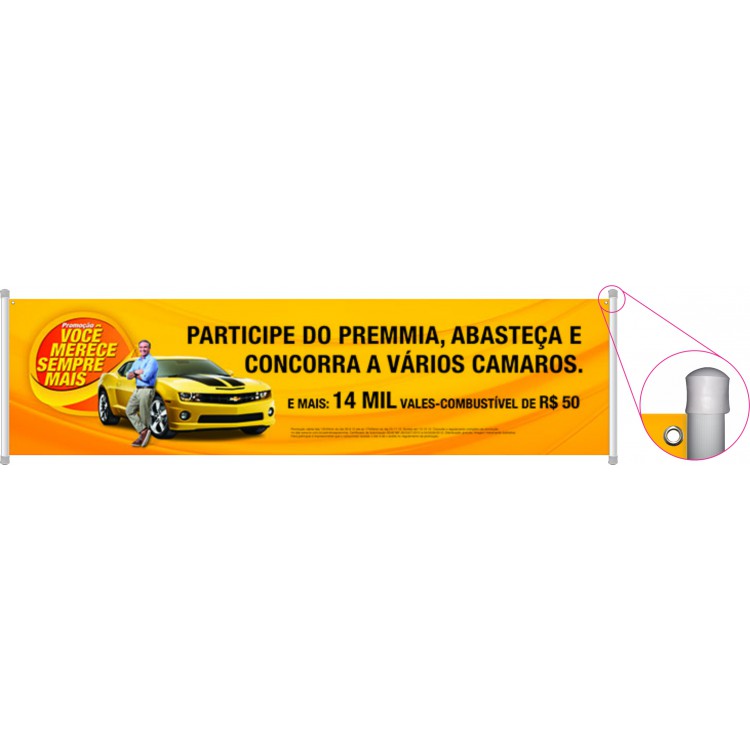 Promoção
VOCÊ
MERECE
SEMPRE
MAIS
PARTICIPE DO PREMMIA, ABASTEÇA E
CONCORRA A VÁRIOS CAMAROS.
E MAIS: 14 MIL VALES-COMBUSTÍVEL DE R$ 50